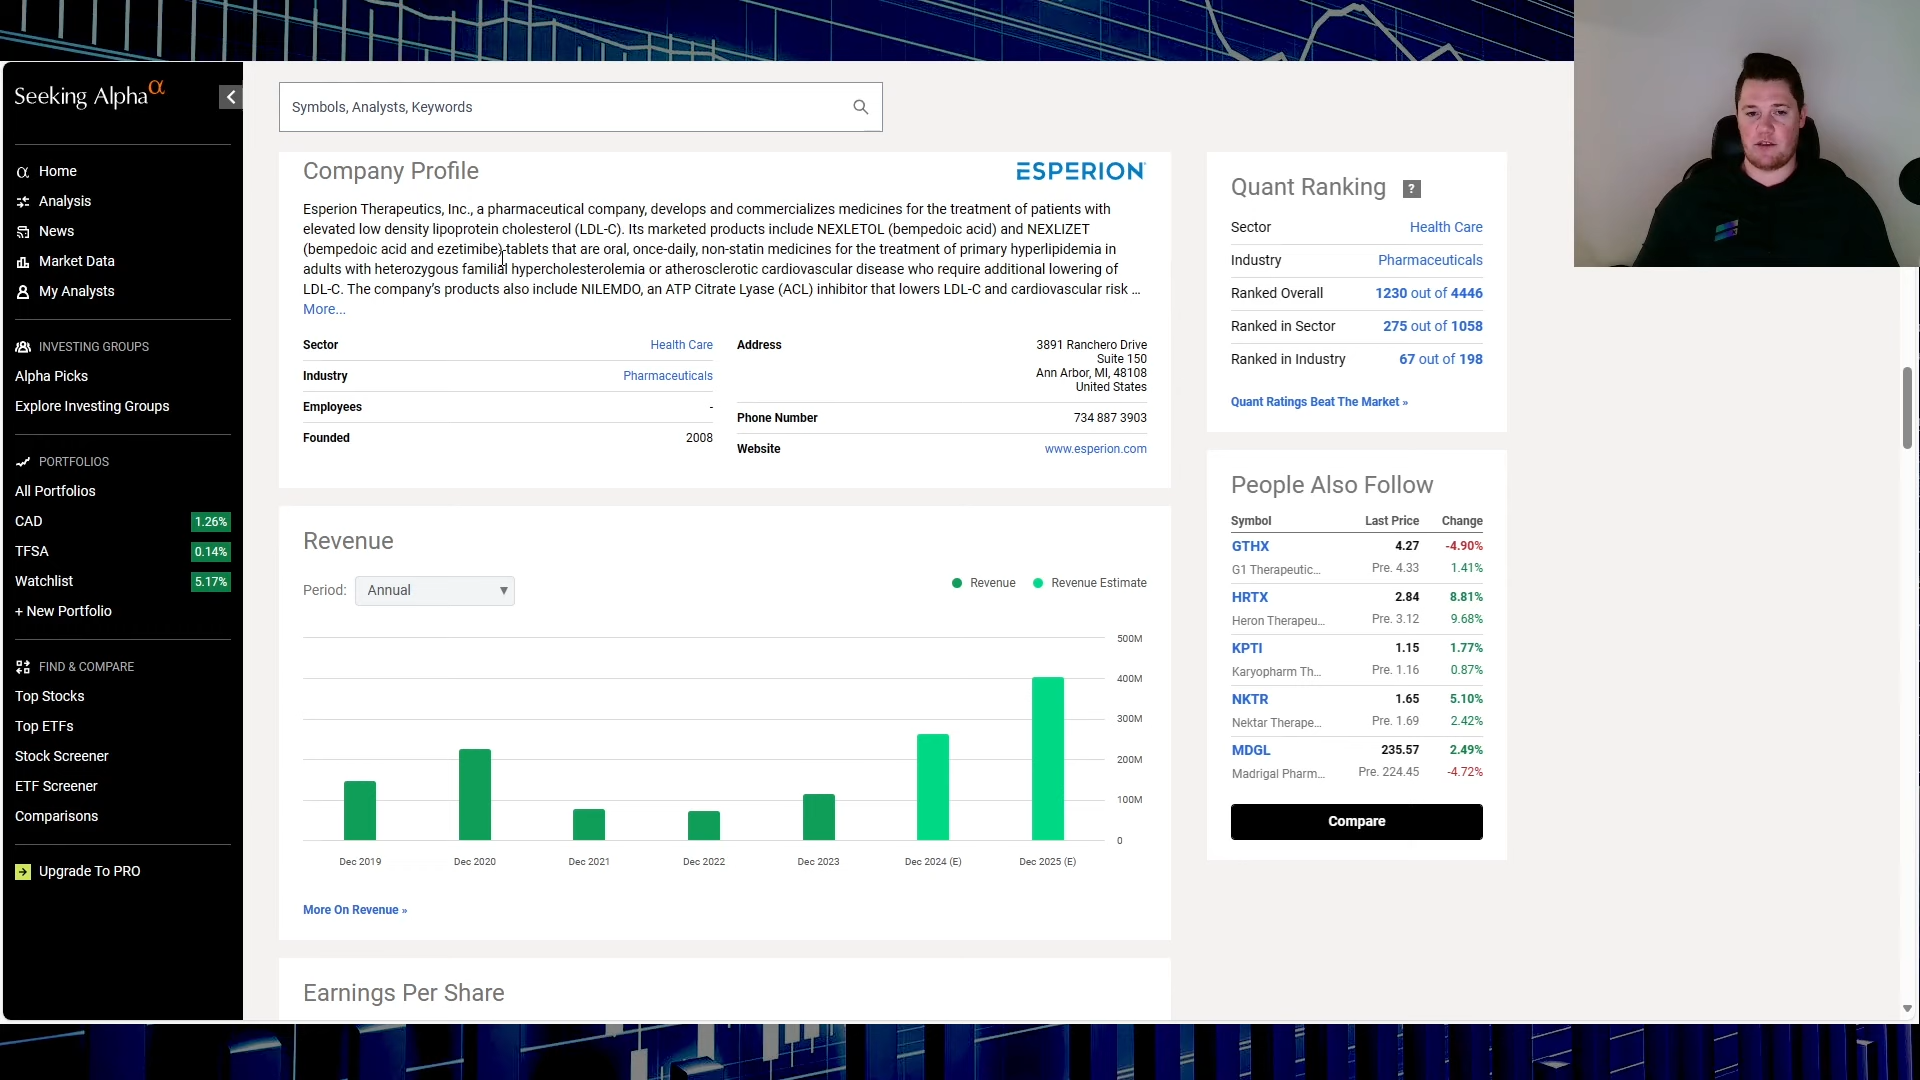 Seeking Alpha α
Home
Analysis
News
Market Data
My Analysts
INVESTING GROUPS
Alpha Picks
Explore Investing Groups
PORTFOLIOS
All Portfolios
CAD 1.26%
TFSA 0.14%
Watchlist 5.17%
+ New Portfolio
FIND & COMPARE
Top Stocks
Top ETFs
Stock Screener
ETF Screener
Comparisons
Upgrade To PRO
Symbols, Analysts, Keywords
Company Profile
ESPERION
Esperion Therapeutics, Inc., a pharmaceutical company, develops and commercializes medicines for the treatment of patients with
elevated low density lipoprotein cholesterol (LDL-C). Its marketed products include NEXLETOL (bempedoic acid) and NEXLIZET
(bempedoic acid and ezetimibe) tablets that are oral, once-daily, non-statin medicines for the treatment of primary hyperlipidemia in
adults with heterozygous familial hypercholesterolemia or atherosclerotic cardiovascular disease who require additional lowering of
LDL-C. The company's products also include NILEMDO, an ATP Citrate Lyase (ACL) inhibitor that lowers LDL-C and cardiovascular risk ...
More...
Sector Health Care
Industry Pharmaceuticals
Employees -
Founded 2008
Address 3891 Ranchero Drive
Suite 150
Ann Arbor, MI, 48108
United States
Phone Number 734 887 3903
Website www.esperion.com
Revenue
Period: Annual ▾
Revenue Revenue Estimate
500M
400M
300M
200M
100M
0
Dec 2019 Dec 2020 Dec 2021 Dec 2022 Dec 2023 Dec 2024 (E) Dec 2025 (E)
More On Revenue »
Earnings Per Share
Quant Ranking ?
Sector Health Care
Industry Pharmaceuticals
Ranked Overall 1230 out of 4446
Ranked in Sector 275 out of 1058
Ranked in Industry 67 out of 198
Quant Ratings Beat The Market »
People Also Follow
Symbol Last Price Change
GTHX 4.27 -4.90%
G1 Therapeutic... Pre. 4.33 1.41%
HRTX 2.84 8.81%
Heron Therapeu... Pre. 3.12 9.68%
KPTI 1.15 1.77%
Karyopharm Th... Pre. 1.16 0.87%
NKTR 1.65 5.10%
Nektar Therape... Pre. 1.69 2.42%
MDGL 235.57 2.49%
Madrigal Pharm... Pre. 224.45 -4.72%
Compare